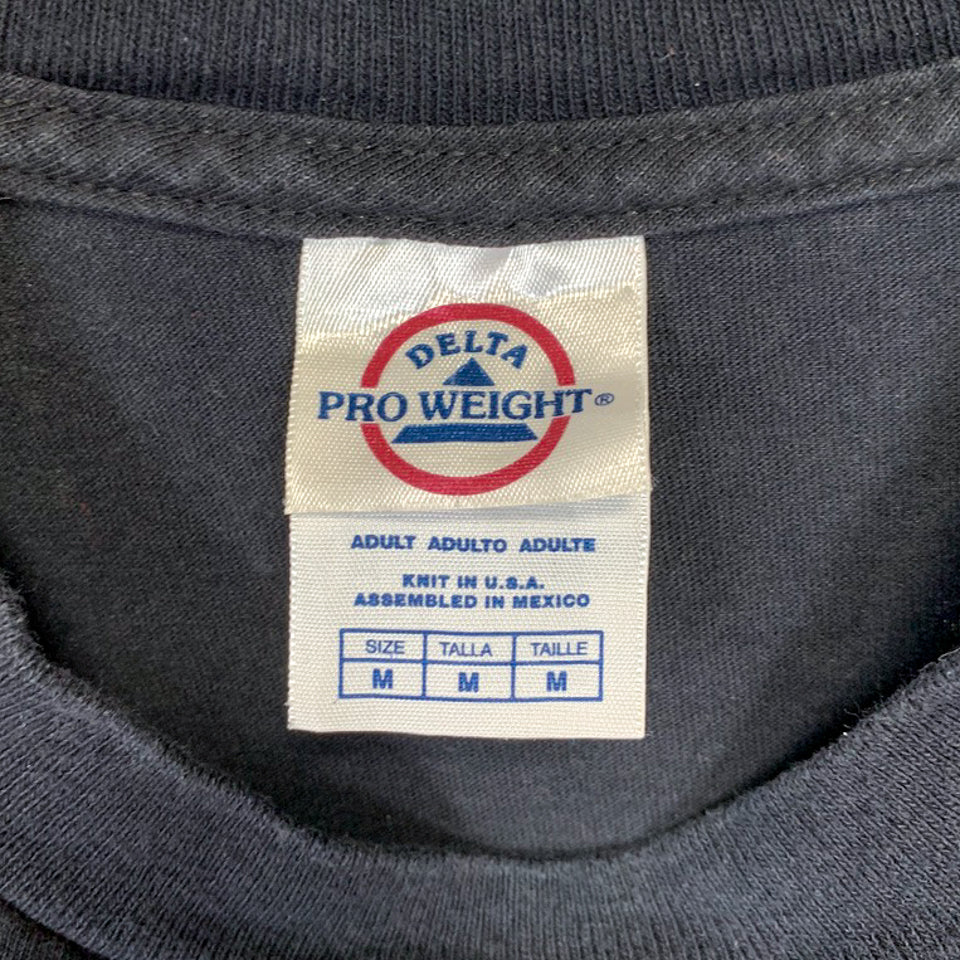 DELTA
PRO WEIGHT®
ADULT ADULTO ADULTE
KNIT IN U.S.A.
ASSEMBLED IN MEXICO
SIZE TALLA TAILLE
M M M